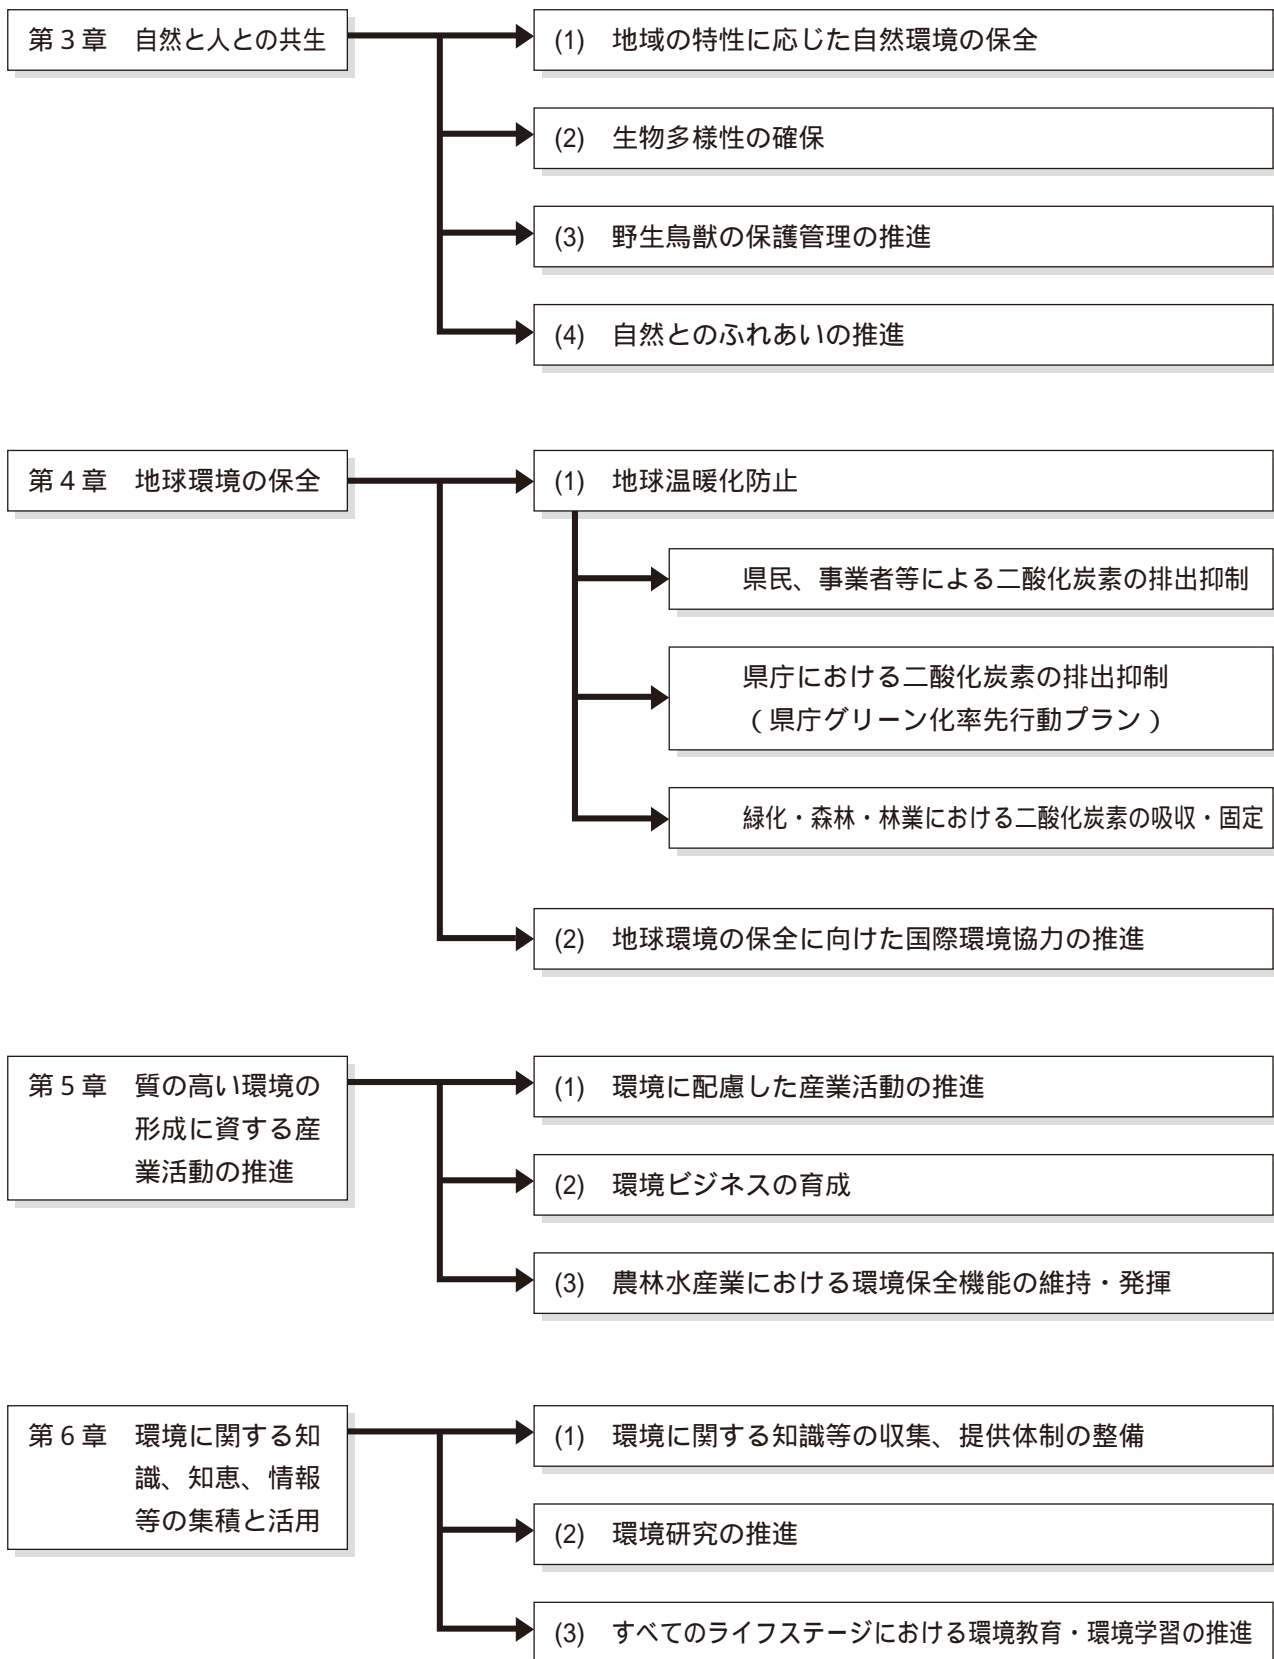 第３章　自然と人との共生
(1)　地域の特性に応じた自然環境の保全
(2)　生物多様性の確保
(3)　野生鳥獣の保護管理の推進
(4)　自然とのふれあいの推進
第４章　地球環境の保全
(1)　地球温暖化防止
県民、事業者等による二酸化炭素の排出抑制
県庁における二酸化炭素の排出抑制
（県庁グリーン化率先行動プラン）
緑化・森林・林業における二酸化炭素の吸収・固定
(2)　地球環境の保全に向けた国際環境協力の推進
第５章　質の高い環境の
形成に資する産
業活動の推進
(1)　環境に配慮した産業活動の推進
(2)　環境ビジネスの育成
(3)　農林水産業における環境保全機能の維持・発揮
第６章　環境に関する知
識、知恵、情報
等の集積と活用
(1)　環境に関する知識等の収集、提供体制の整備
(2)　環境研究の推進
(3)　すべてのライフステージにおける環境教育・環境学習の推進